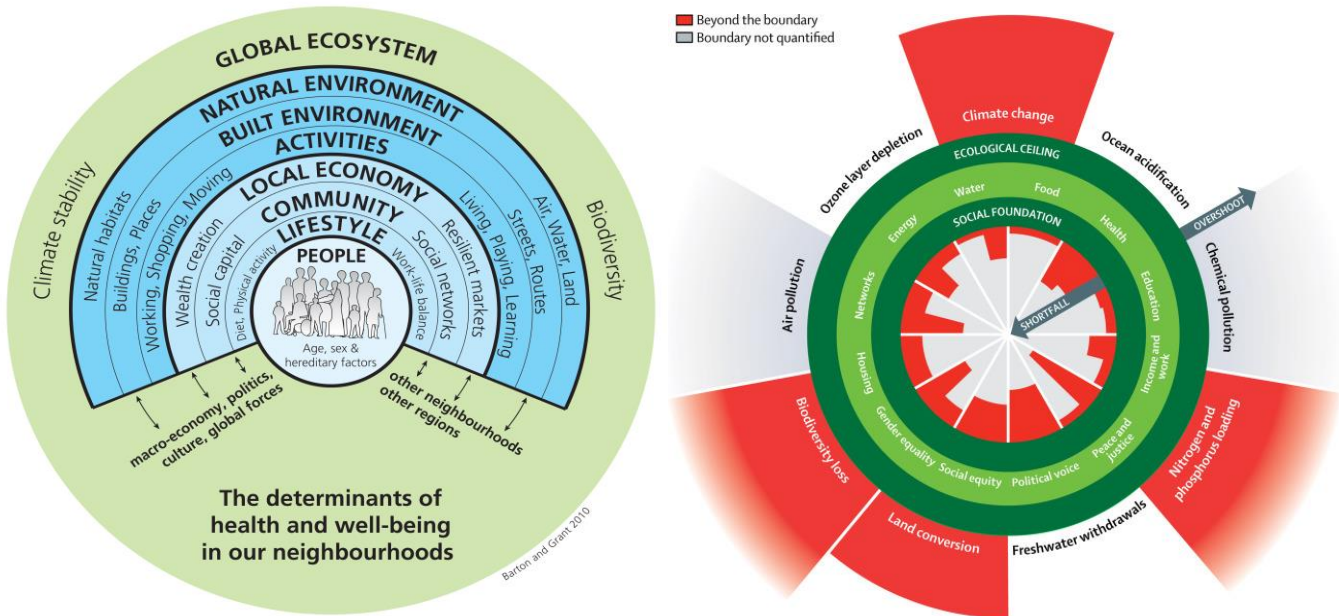 GLOBAL ECOSYSTEM
NATURAL ENVIRONMENT
BUILT ENVIRONMENT
ACTIVITIES
LOCAL ECONOMY
COMMUNITY
LIFESTYLE
PEOPLE
Age, sex &
hereditary factors
Climate stability
Natural habitats
Buildings, Places
Working, Shopping, Moving
Wealth creation
Social capital
Diet, Physical activity
Work-life balance
Social networks
Resilient markets
Living, Playing, Learning
Streets, Routes
Air, Water, Land
Biodiversity
macro-economy, politics,
culture, global forces
other neighbourhoods
other regions
The determinants of
health and well-being
in our neighbourhoods
Barton and Grant 2010
Beyond the boundary
Boundary not quantified
Climate change
Ozone layer depletion
Ocean acidification
ECOLOGICAL CEILING
Water
Food
SOCIAL FOUNDATION
Energy
Health
OVERSHOOT
Air pollution
Networks
SHORTFALL
Education
Chemical pollution
Housing
Income and
work
Biodiversity loss
Gender equality
Social equity
Political voice
Peace and
justice
Nitrogen and
phosphorus loading
Land conversion
Freshwater withdrawals